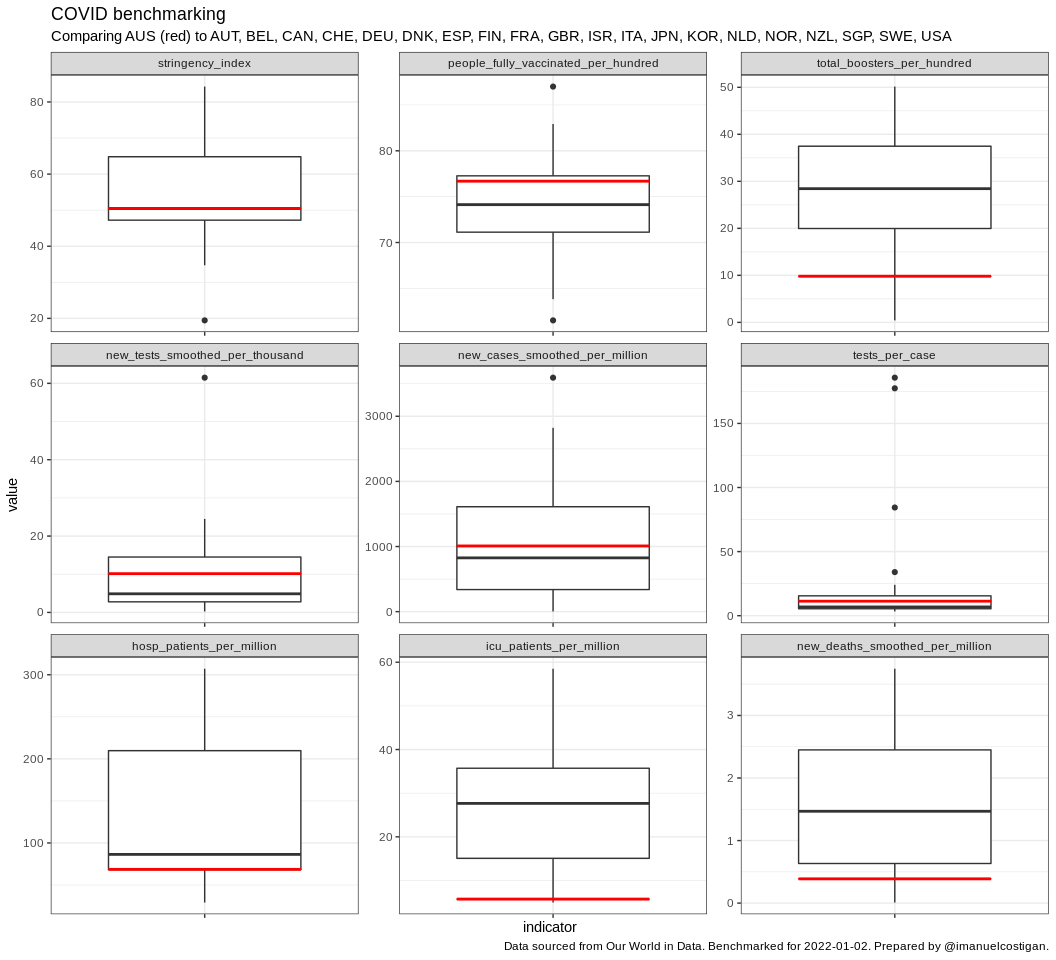 COVID benchmarking
Comparing AUS (red) to AUT, BEL, CAN, CHE, DEU, DNK, ESP, FIN, FRA, GBR, ISR, ITA, JPN, KOR, NLD, NOR, NZL, SGP, SWE, USA
stringency_index
80
60
40
20
people_fully_vaccinated_per_hundred
80
70
total_boosters_per_hundred
50
40
30
20
10
0
new_tests_smoothed_per_thousand
60
40
20
0
new_cases_smoothed_per_million
3000
2000
1000
0
tests_per_case
150
100
50
0
hosp_patients_per_million
300
200
100
icu_patients_per_million
60
40
20
new_deaths_smoothed_per_million
3
2
1
0
value
indicator
Data sourced from Our World in Data. Benchmarked for 2022-01-02. Prepared by @imanuelcostigan.